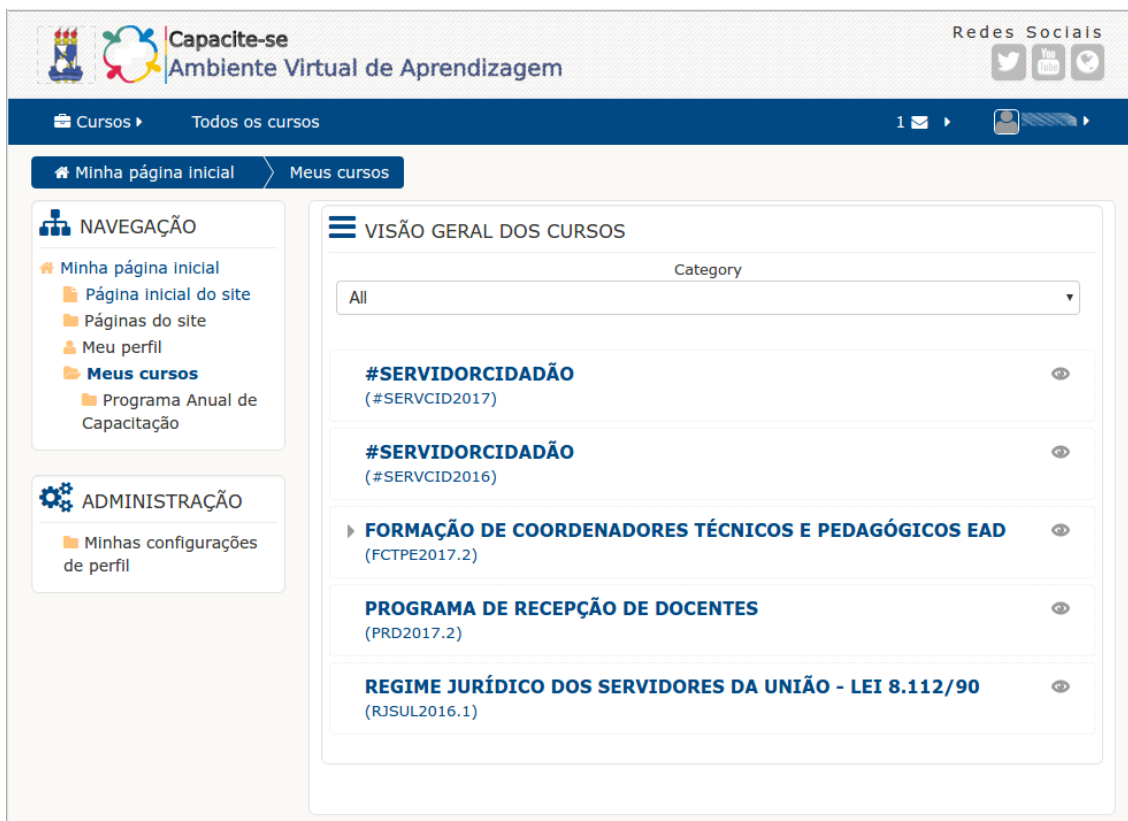 Capacite-se
Ambiente Virtual de Aprendizagem
Redes Sociais
You
Tube
Cursos
Todos os cursos
1
Minha página inicial
Meus cursos
NAVEGAÇÃO
Minha página inicial
Página inicial do site
Páginas do site
Meu perfil
Meus cursos
Programa Anual de
Capacitação
ADMINISTRAÇÃO
Minhas configurações
de perfil
VISÃO GERAL DOS CURSOS
Category
All
#SERVIDORCIDADÃO
(#SERVCID2017)
#SERVIDORCIDADÃO
(#SERVCID2016)
FORMAÇÃO DE COORDENADORES TÉCNICOS E PEDAGÓGICOS EAD
(FCTPE2017.2)
PROGRAMA DE RECEPÇÃO DE DOCENTES
(PRD2017.2)
REGIME JURÍDICO DOS SERVIDORES DA UNIÃO - LEI 8.112/90
(RJSUL2016.1)